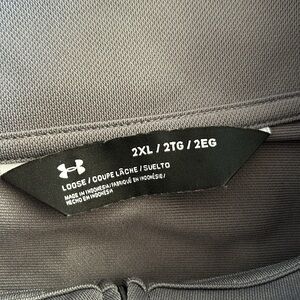 2XL / 2TG / 2EG
LOOSE / COUPE LÂCHE / SUELTO
MADE IN INDONESIA/FABRIQUÉ EN INDONÉSIE/
HECHO EN INDONESIA